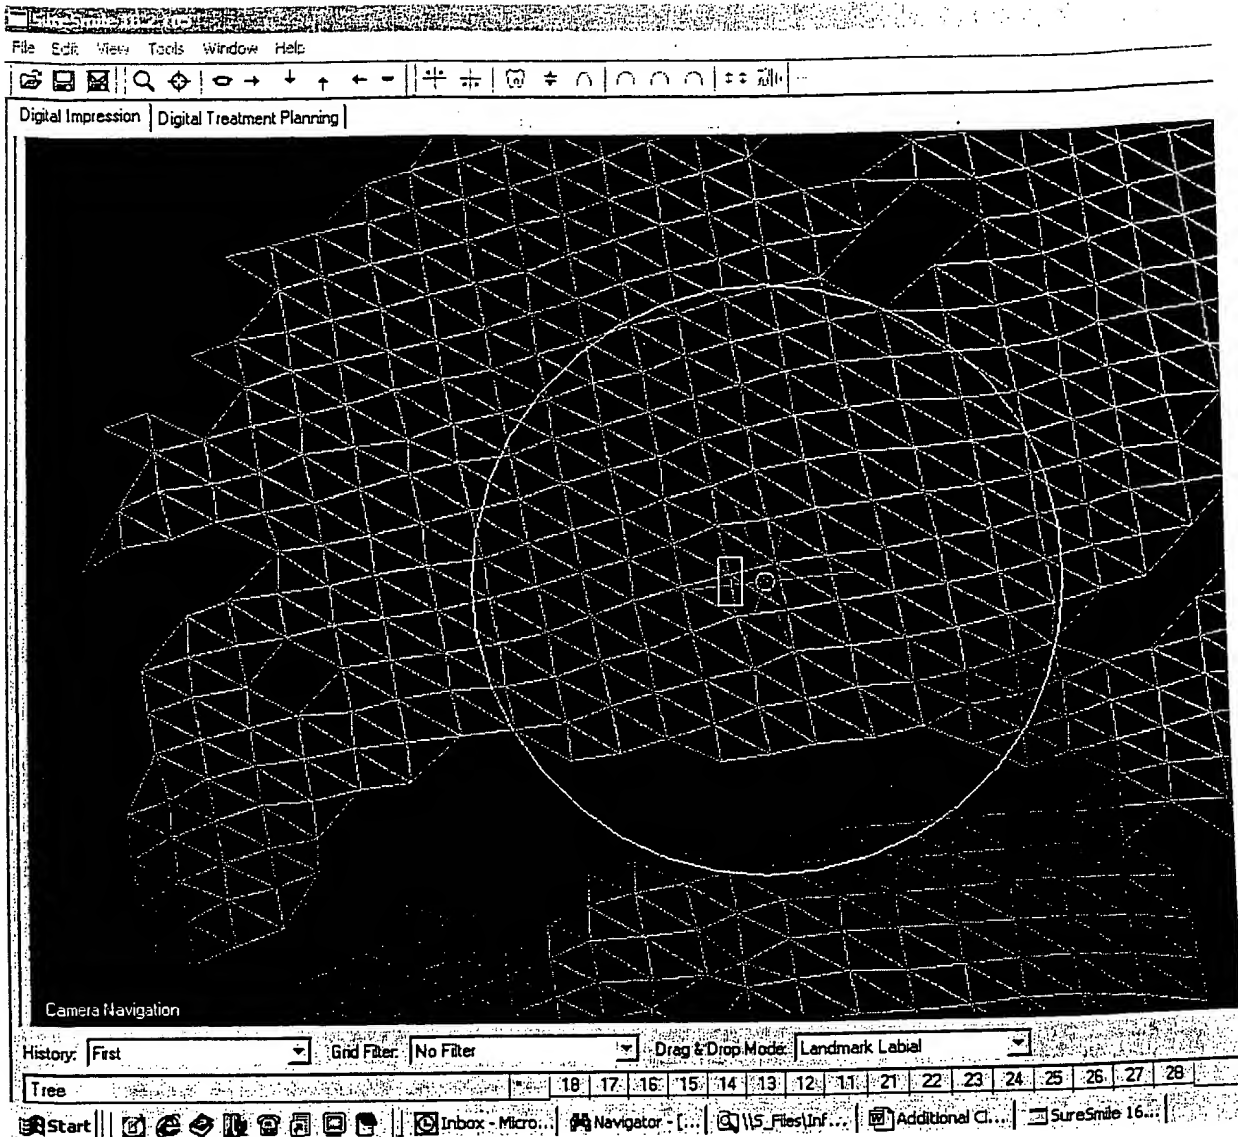 File Edit View Tools Window Help
Digital Impression Digital Treatment Planning
Camera Navigation
History: First Grid Filter: No Filter Drag & Drop Mode: Landmark Labial
Tree 18 17 16 15 14 13 12 11 21 22 23 24 25 26 27 28
Start Inbox - Micro... Navigator - [... \\S_Files\Inf... Additional Cl... SureSmile 16...